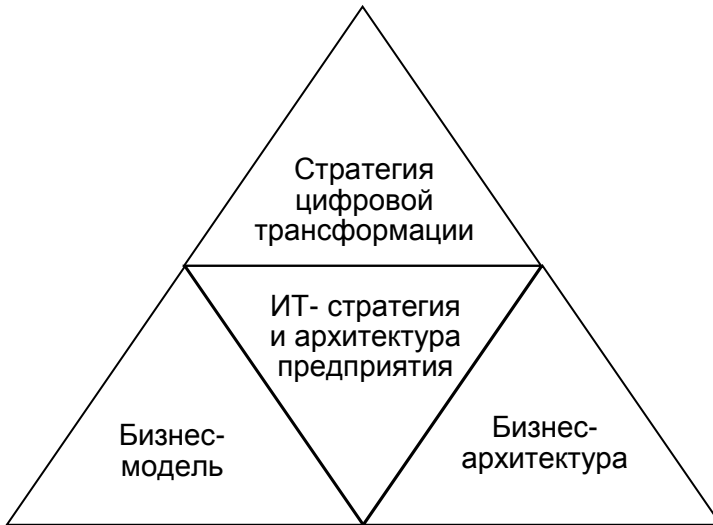 Стратегия
цифровой
трансформации
ИТ- стратегия
и архитектура
предприятия
Бизнес-
модель
Бизнес-
архитектура